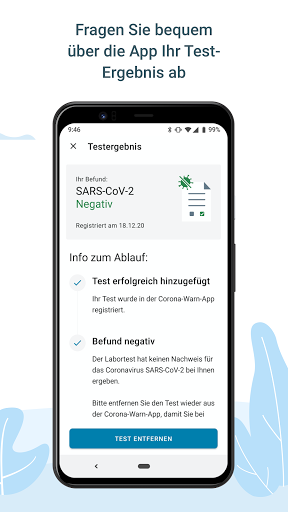 Fragen Sie bequem
über die App Ihr Test-
Ergebnis ab
9:46
99%
Testergebnis
Ihr Befund:
SARS-CoV-2
Negativ
Registriert am 18.12.20
Info zum Ablauf:
Test erfolgreich hinzugefügt
Ihr Test wurde in der Corona-Warn-App
registriert.
Befund negativ
Der Labortest hat keinen Nachweis für
das Coronavirus SARS-CoV-2 bei Ihnen
ergeben.
Bitte entfernen Sie den Test wieder aus
der Corona-Warn-App, damit Sie bei
TEST ENTFERNEN